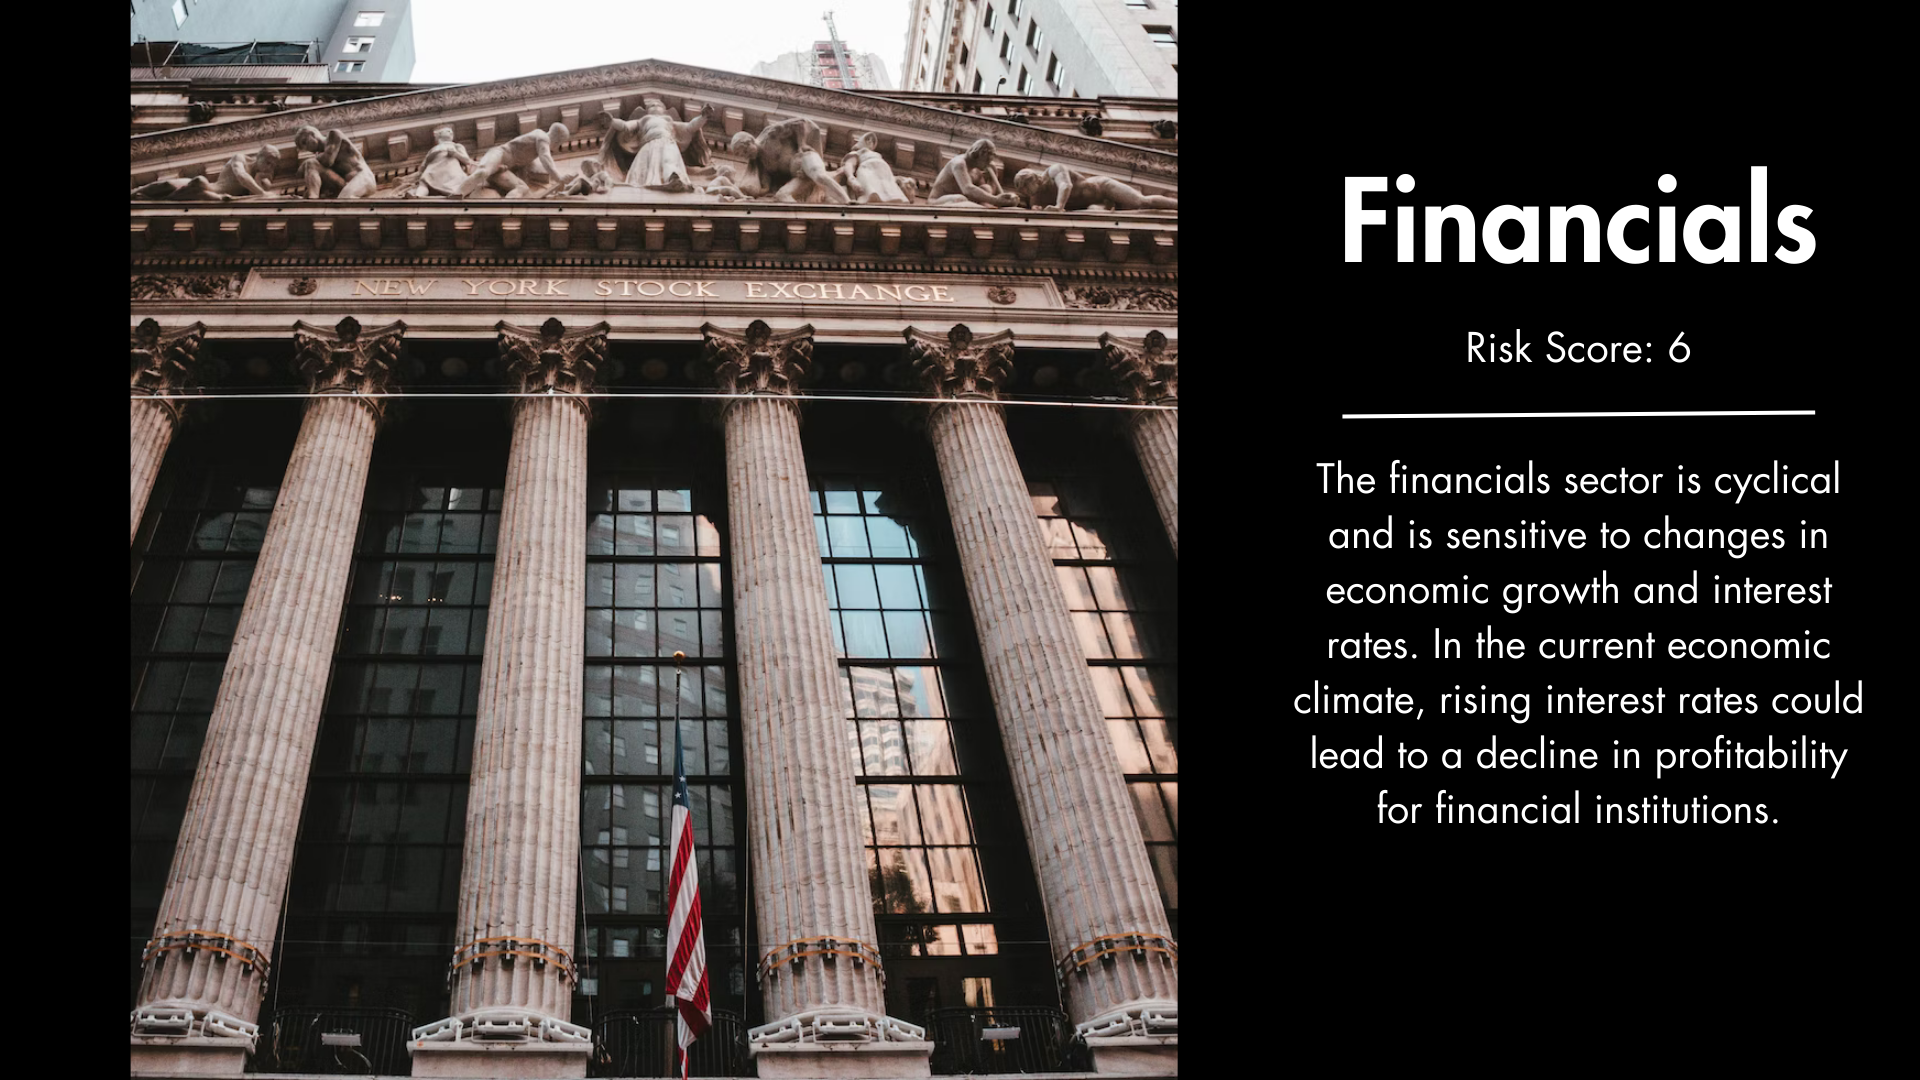 NEW YORK STOCK EXCHANGE
Financials
Risk Score: 6
The financials sector is cyclical
and is sensitive to changes in
economic growth and interest
rates. In the current economic
climate, rising interest rates could
lead to a decline in profitability
for financial institutions.